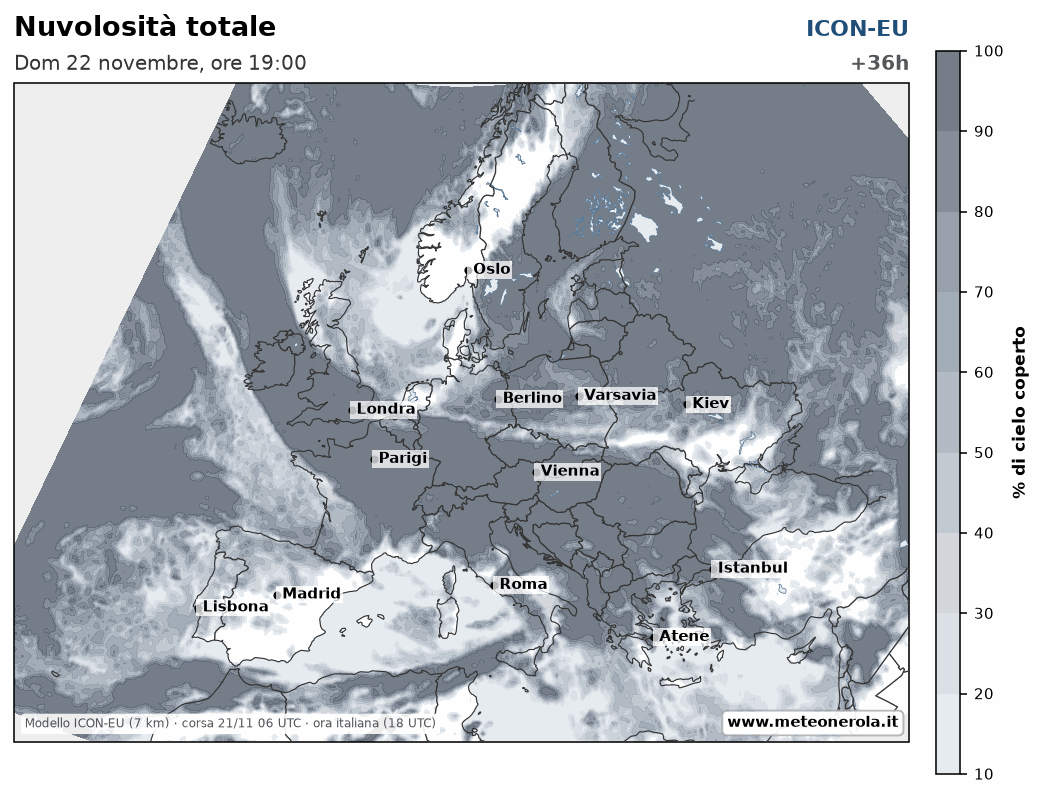 Nuvolosità totale
ICON-EU
Dom 22 novembre, ore 19:00
+36h
100
90
80
70
60
50
40
30
20
10
% di cielo coperto
Oslo
Londra
Berlino
Varsavia
Kiev
Parigi
Vienna
Istanbul
Roma
Madrid
Lisbona
Atene
Modello ICON-EU (7 km) · corsa 21/11 06 UTC · ora italiana (18 UTC)
www.meteonerola.it